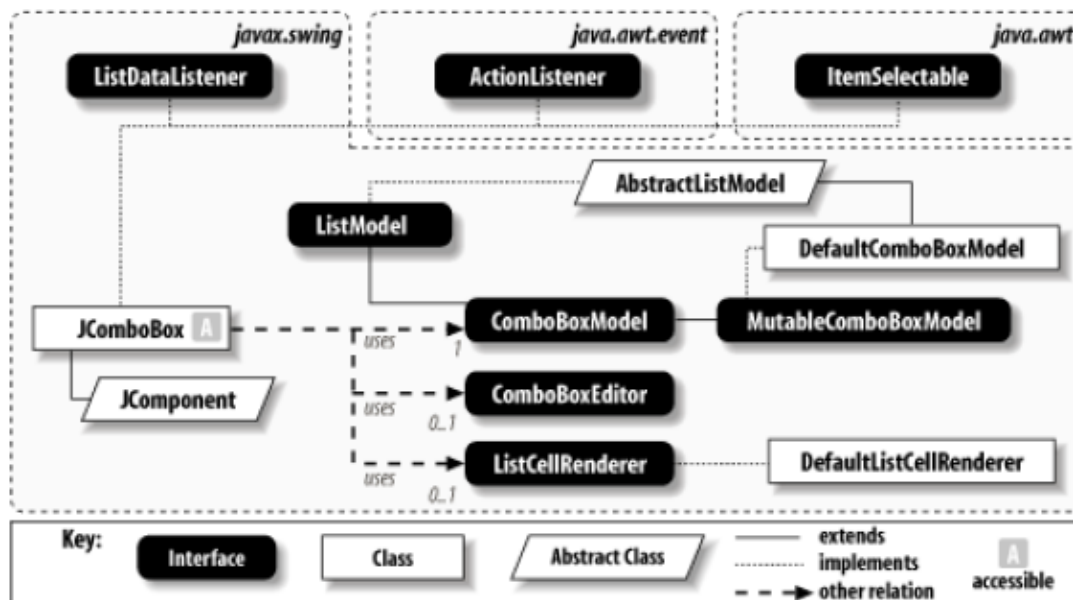 javax.swing
java.awt.event
java.awt
ListDataListener
ActionListener
ItemSelectable
AbstractListModel
ListModel
DefaultComboBoxModel
JComboBox A
uses
1
ComboBoxModel
MutableComboBoxModel
JComponent
uses
0..1
ComboBoxEditor
uses
0..1
ListCellRenderer
DefaultListCellRenderer
Key:
Interface
Class
Abstract Class
extends
implements
other relation
A
accessible